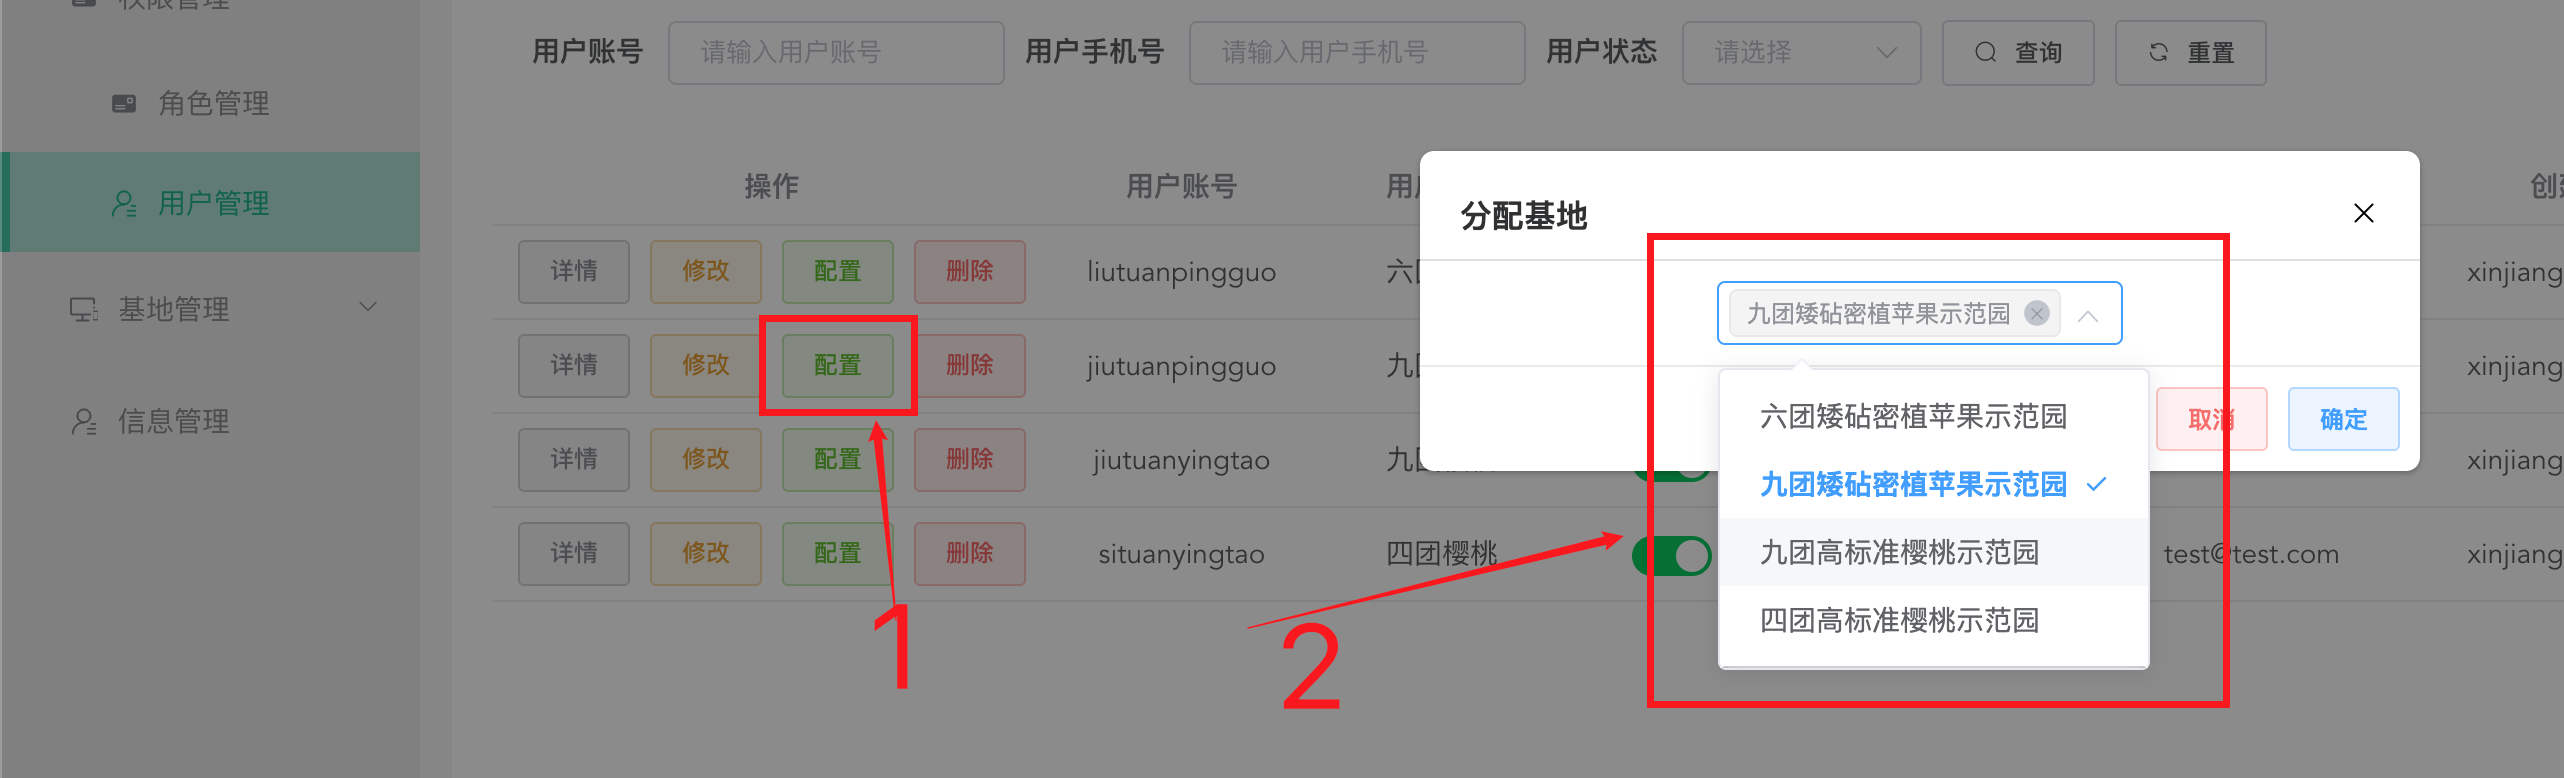 权限管理
角色管理
用户管理
基地管理
信息管理
用户账号 请输入用户账号 用户手机号 请输入用户手机号 用户状态 请选择 查询 重置
操作 用户账号
详情 修改 配置 删除 liutuanpingguo 六
详情 修改 配置 删除 jiutuanpingguo 九
详情 修改 配置 删除 jiutuanyingtao 九
详情 修改 配置 删除 situanyingtao 四团樱桃 test@test.com xinjiang
xinjiang
xinjiang
xinjiang
分配基地
九团矮砧密植苹果示范园
六团矮砧密植苹果示范园
九团矮砧密植苹果示范园
九团高标准樱桃示范园
四团高标准樱桃示范园
取消 确定
1
2